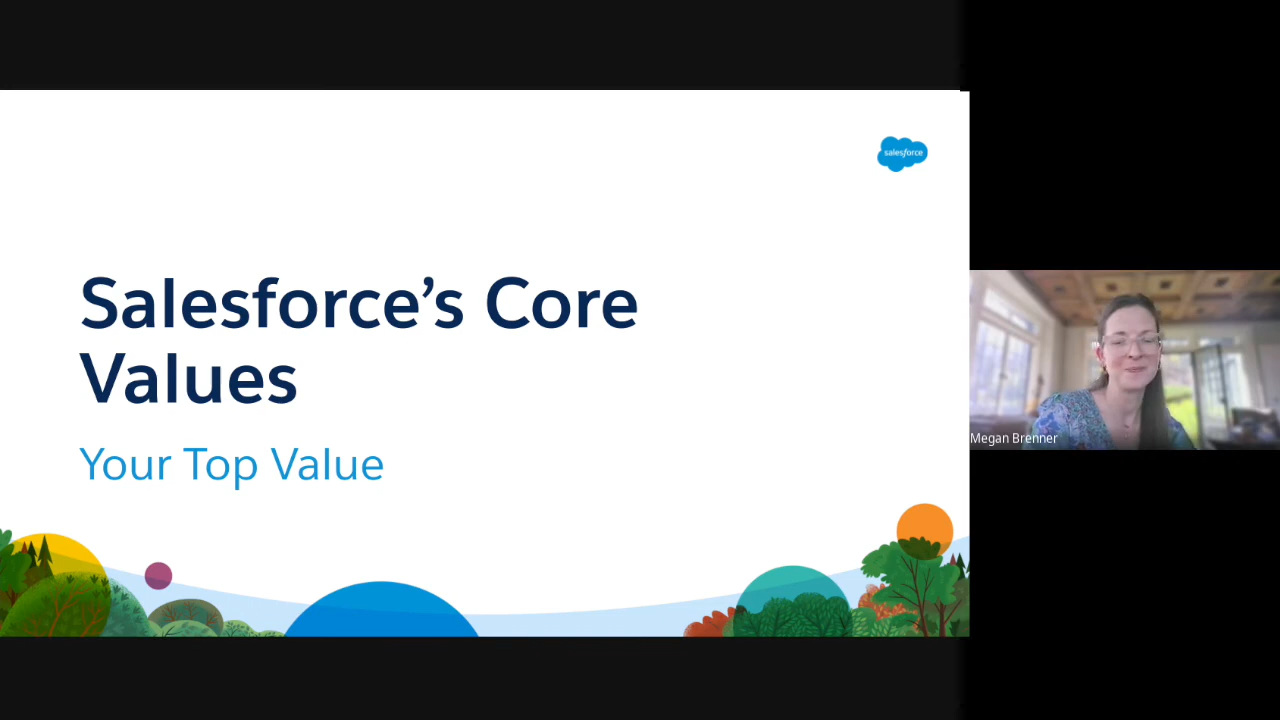 salesforce
Salesforce’s Core
Values
Your Top Value
Megan Brenner